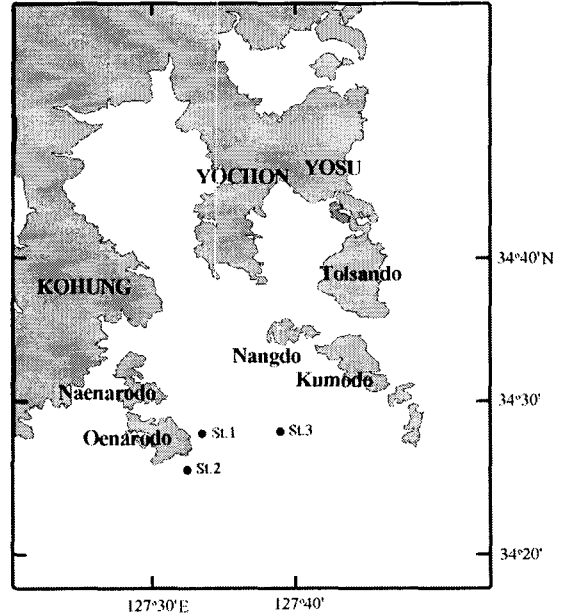 YOCHON
YOSU
34°40'N
KOHUNG
Tolsando
Nangdo
Kumodo
Naenarodo
34°30'
Oenarodo
St.1
St.3
St.2
34°20'
127°30'E
127°40'